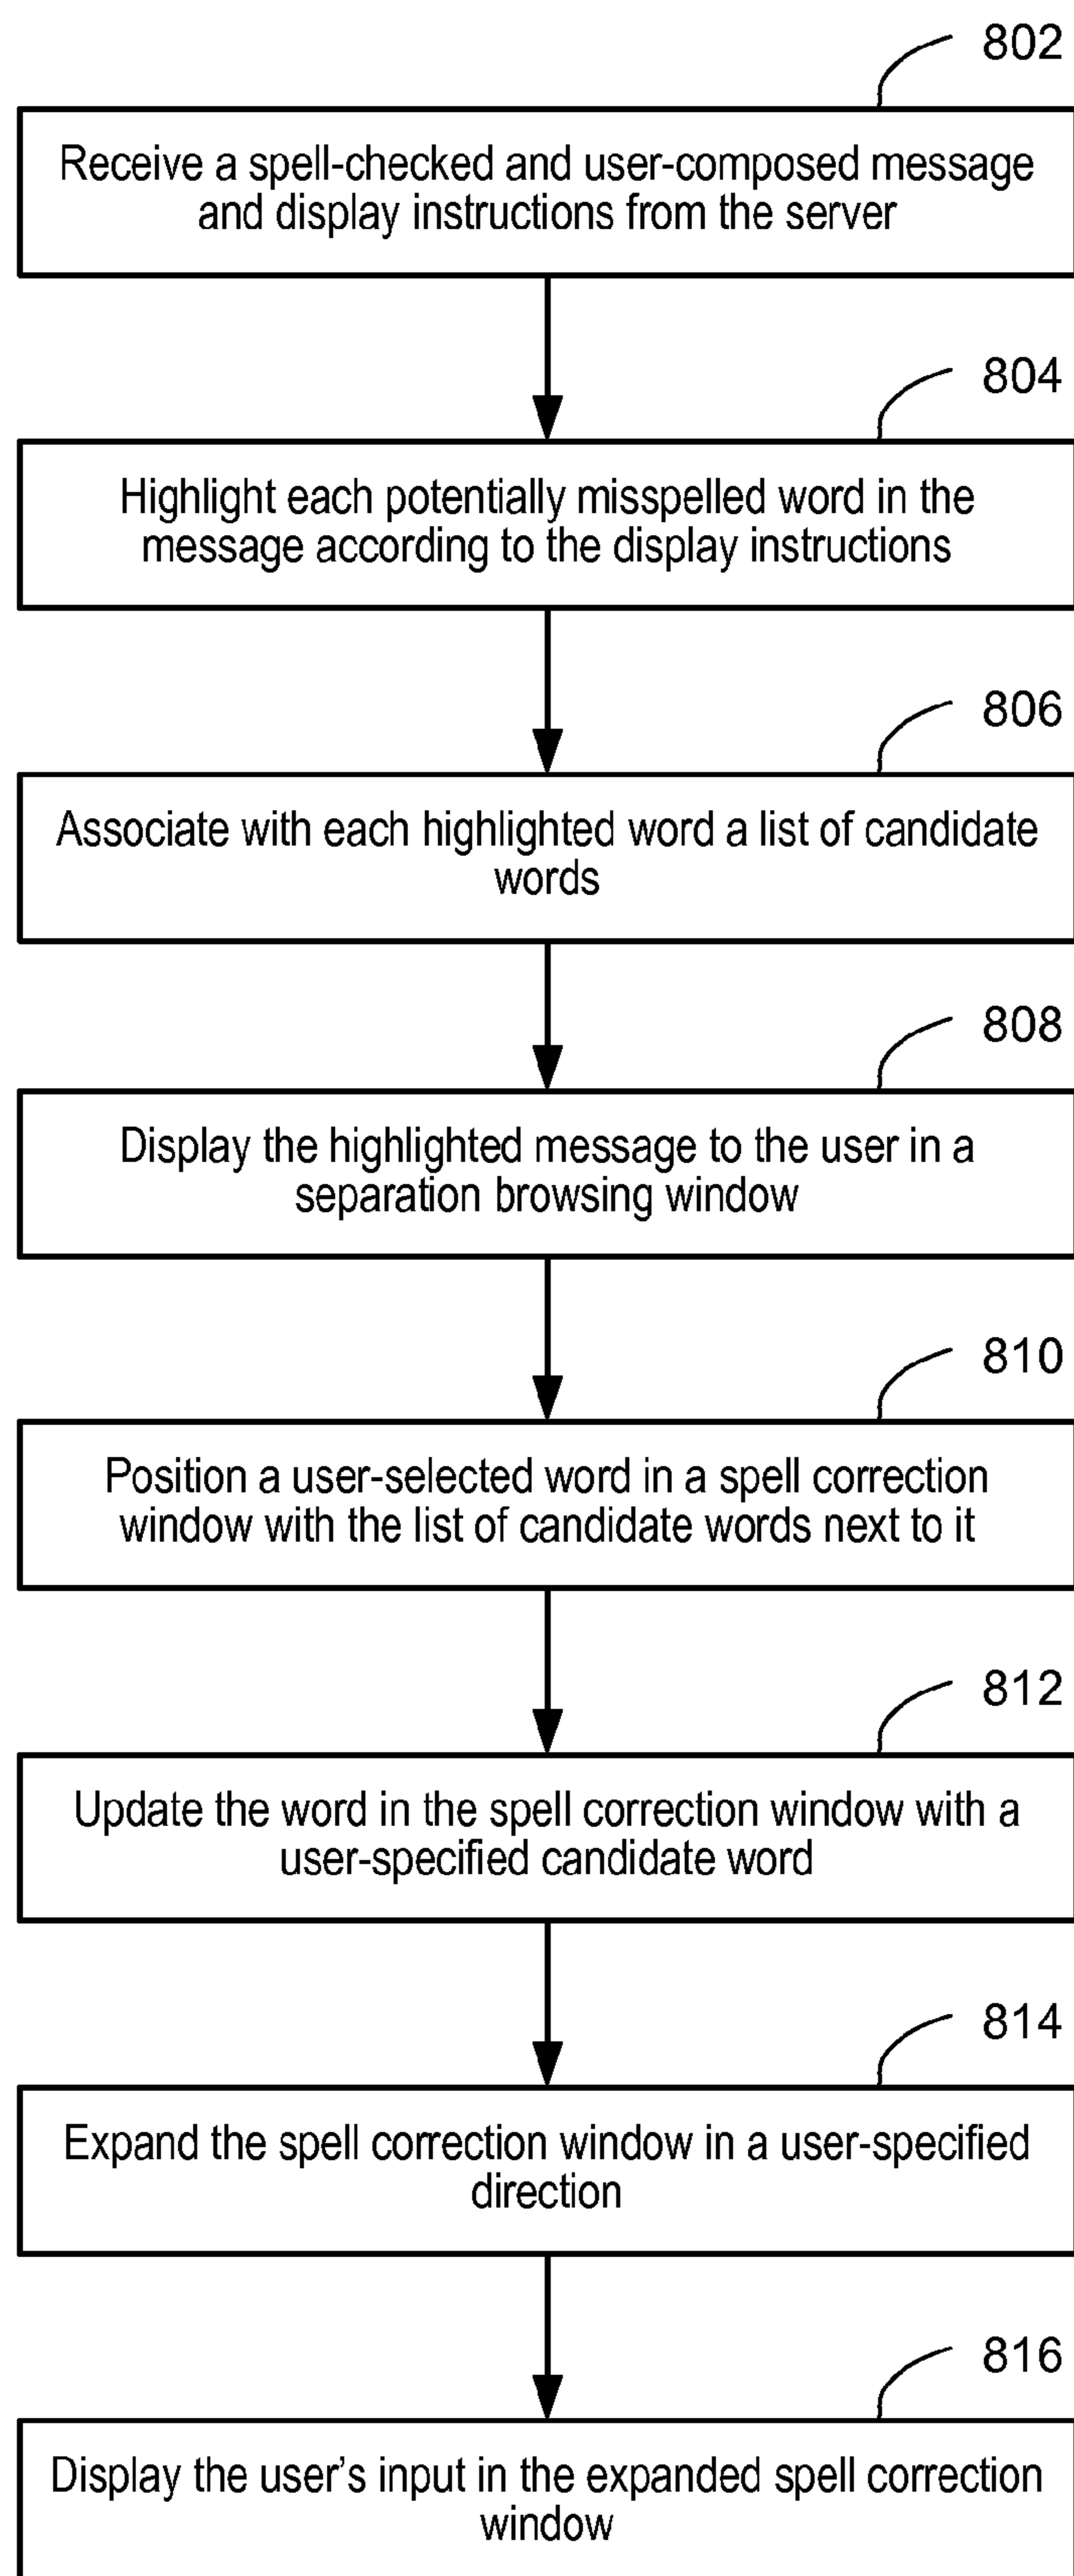 802
Receive a spell-checked and user-composed message
and display instructions from the server
804
Highlight each potentially misspelled word in the
message according to the display instructions
806
Associate with each highlighted word a list of candidate
words
808
Display the highlighted message to the user in a
separation browsing window
810
Position a user-selected word in a spell correction
window with the list of candidate words next to it
812
Update the word in the spell correction window with a
user-specified candidate word
814
Expand the spell correction window in a user-specified
direction
816
Display the user’s input in the expanded spell correction
window